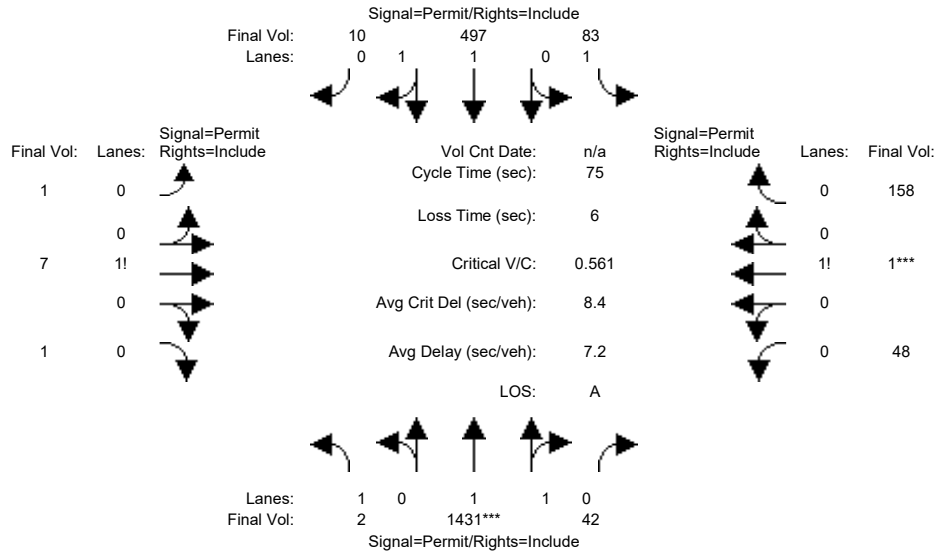 Signal=Permit/Rights=Include
Final Vol: 10 497 83
Lanes: 0 1 1 0 1
Signal=Permit Signal=Permit
Final Vol: Lanes: Rights=Include Vol Cnt Date: n/a Rights=Include Lanes: Final Vol:
Cycle Time (sec): 75
1 0 0 158
Loss Time (sec): 6
0 0
7 1! Critical V/C: 0.561 1! 1***
0 Avg Crit Del (sec/veh): 8.4 0
1 0 Avg Delay (sec/veh): 7.2 0 48
LOS: A
Lanes: 1 0 1 1 0
Final Vol: 2 1431*** 42
Signal=Permit/Rights=Include